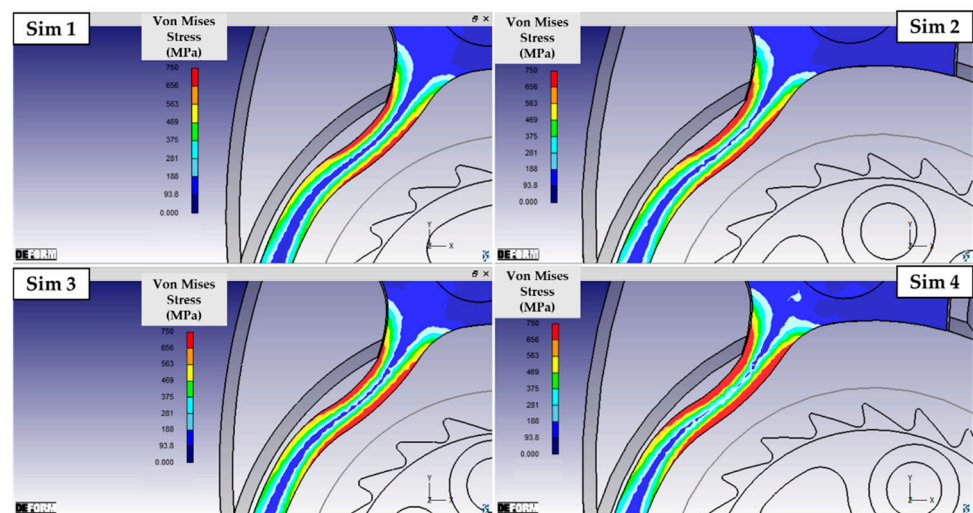 Sim 1
Von Mises
Stress
(MPa)
750
656
563
469
375
281
188
93.8
0.000
Y
Z
X
DEFORM
Sim 2
Von Mises
Stress
(MPa)
750
656
563
469
375
281
188
93.8
0.000
Y
Z
X
DEFORM
Sim 3
Von Mises
Stress
(MPa)
750
656
563
469
375
281
188
93.8
0.000
Y
Z
X
DEFORM
Sim 4
Von Mises
Stress
(MPa)
750
656
563
469
375
281
188
93.8
0.000
Y
Z
X
DEFORM